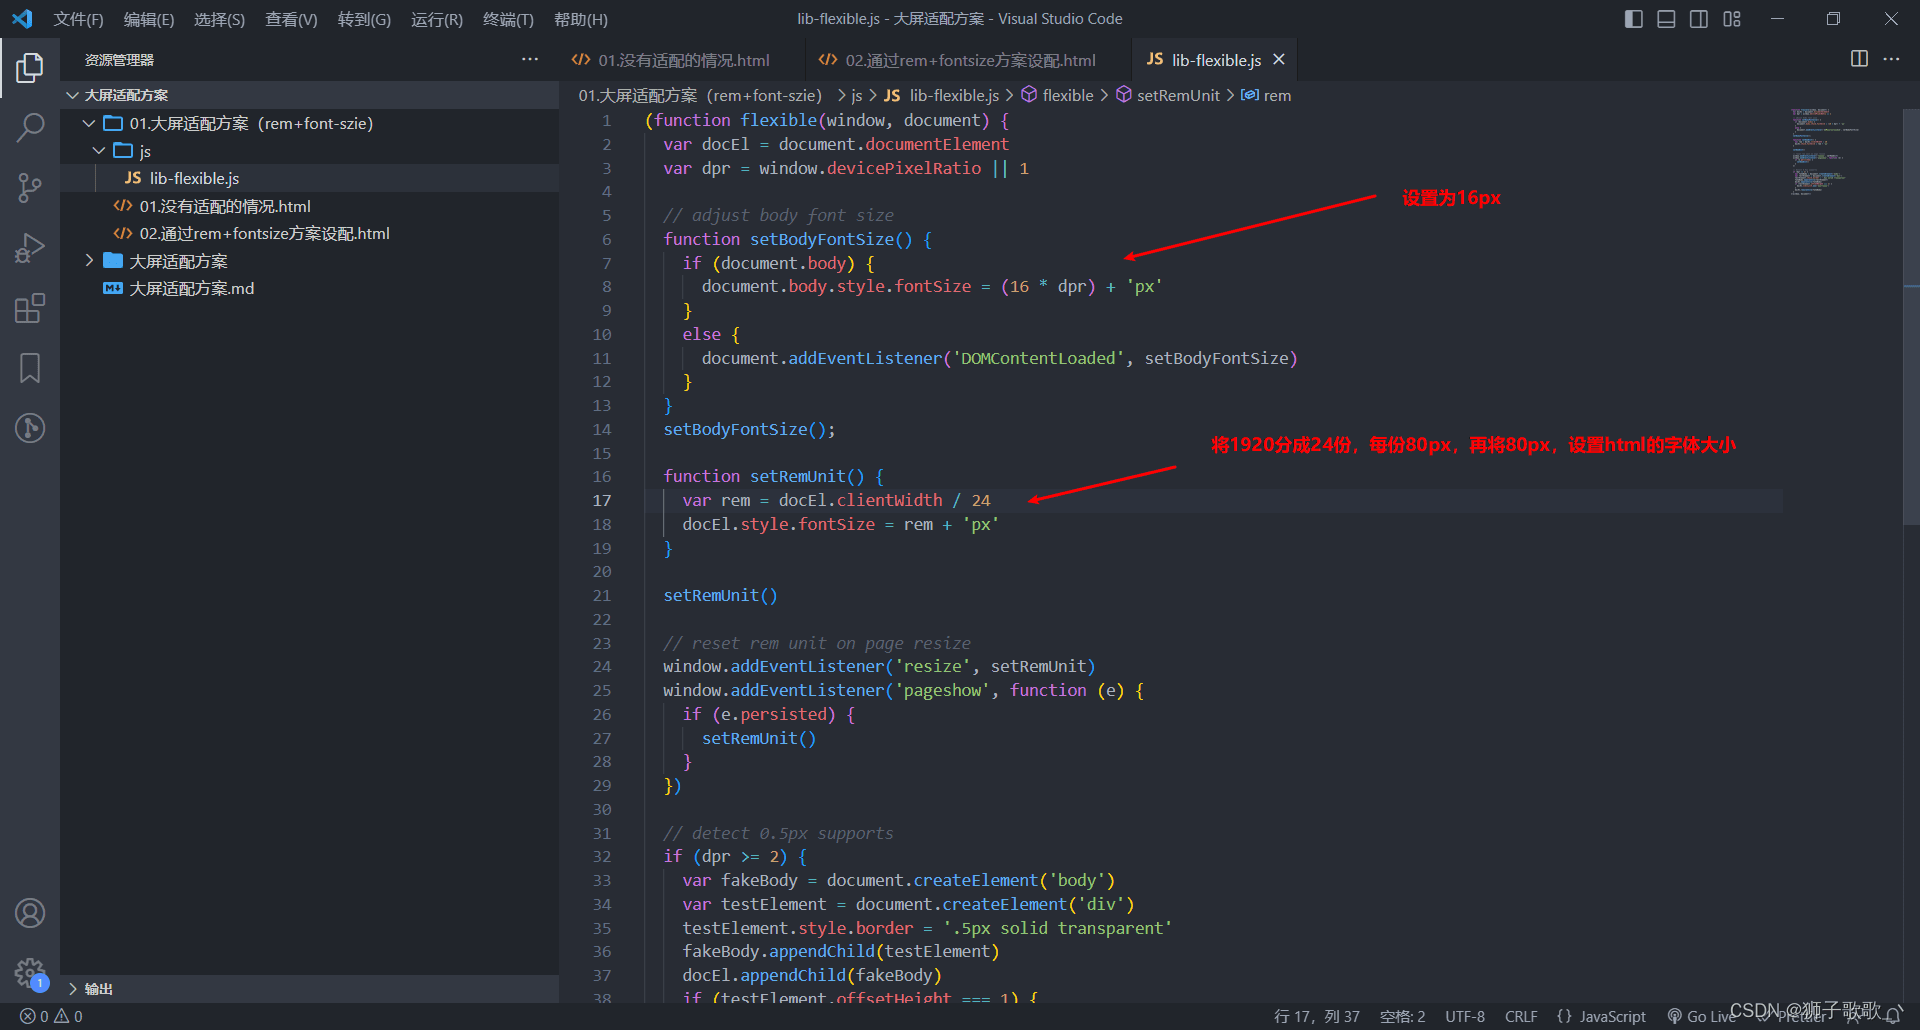 文件(F) 编辑(E) 选择(S) 查看(V) 转到(G) 运行(R) 终端(T) 帮助(H) lib-flexible.js - 大屏适配方案 - Visual Studio Code
资源管理器 ···
大屏适配方案
01.大屏适配方案（rem+font-szie）
js
JS lib-flexible.js
01.没有适配的情况.html
02.通过rem+fontsize方案设配.html
大屏适配方案
大屏适配方案.md
输出
01.没有适配的情况.html 02.通过rem+fontsize方案设配.html JS lib-flexible.js
01.大屏适配方案（rem+font-szie） > js > JS lib-flexible.js > flexible > setRemUnit > rem
1 (function flexible(window, document) {
2 var docEl = document.documentElement
3 var dpr = window.devicePixelRatio || 1
4
5 // adjust body font size
设置为16px
6 function setBodyFontSize() {
7 if (document.body) {
8 document.body.style.fontSize = (16 * dpr) + 'px'
9 }
10 else {
11 document.addEventListener('DOMContentLoaded', setBodyFontSize)
12 }
13 }
14 setBodyFontSize();
15
将1920分成24份，每份80px，再将80px，设置html的字体大小
16 function setRemUnit() {
17 var rem = docEl.clientWidth / 24
18 docEl.style.fontSize = rem + 'px'
19 }
20
21 setRemUnit()
22
23 // reset rem unit on page resize
24 window.addEventListener('resize', setRemUnit)
25 window.addEventListener('pageshow', function (e) {
26 if (e.persisted) {
27 setRemUnit()
28 }
29 })
30
31 // detect 0.5px supports
32 if (dpr >= 2) {
33 var fakeBody = document.createElement('body')
34 var testElement = document.createElement('div')
35 testElement.style.border = '.5px solid transparent'
36 fakeBody.appendChild(testElement)
37 docEl.appendChild(fakeBody)
38 if (testElement.offsetHeight === 1) {
1
0 0 行 17，列 37 空格: 2 UTF-8 CRLF {} JavaScript Go Live Prettier
CSDN @狮子歌歌